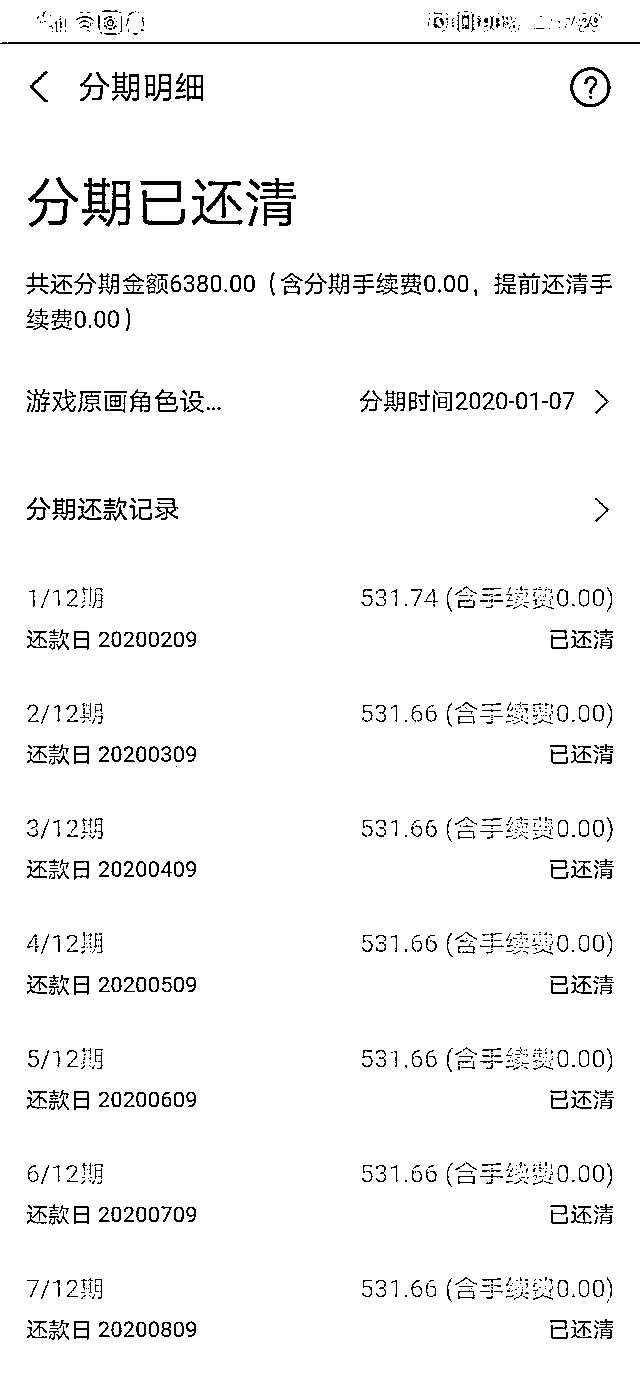 分期明细
分期已还清
共还分期金额6380.00（含分期手续费0.00，提前还清手
续费0.00）
游戏原画角色设... 分期时间2020-01-07
分期还款记录
1/12期 531.74 (含手续费0.00)
还款日 20200209 已还清
2/12期 531.66 (含手续费0.00)
还款日 20200309 已还清
3/12期 531.66 (含手续费0.00)
还款日 20200409 已还清
4/12期 531.66 (含手续费0.00)
还款日 20200509 已还清
5/12期 531.66 (含手续费0.00)
还款日 20200609 已还清
6/12期 531.66 (含手续费0.00)
还款日 20200709 已还清
7/12期 531.66 (含手续费0.00)
还款日 20200809 已还清